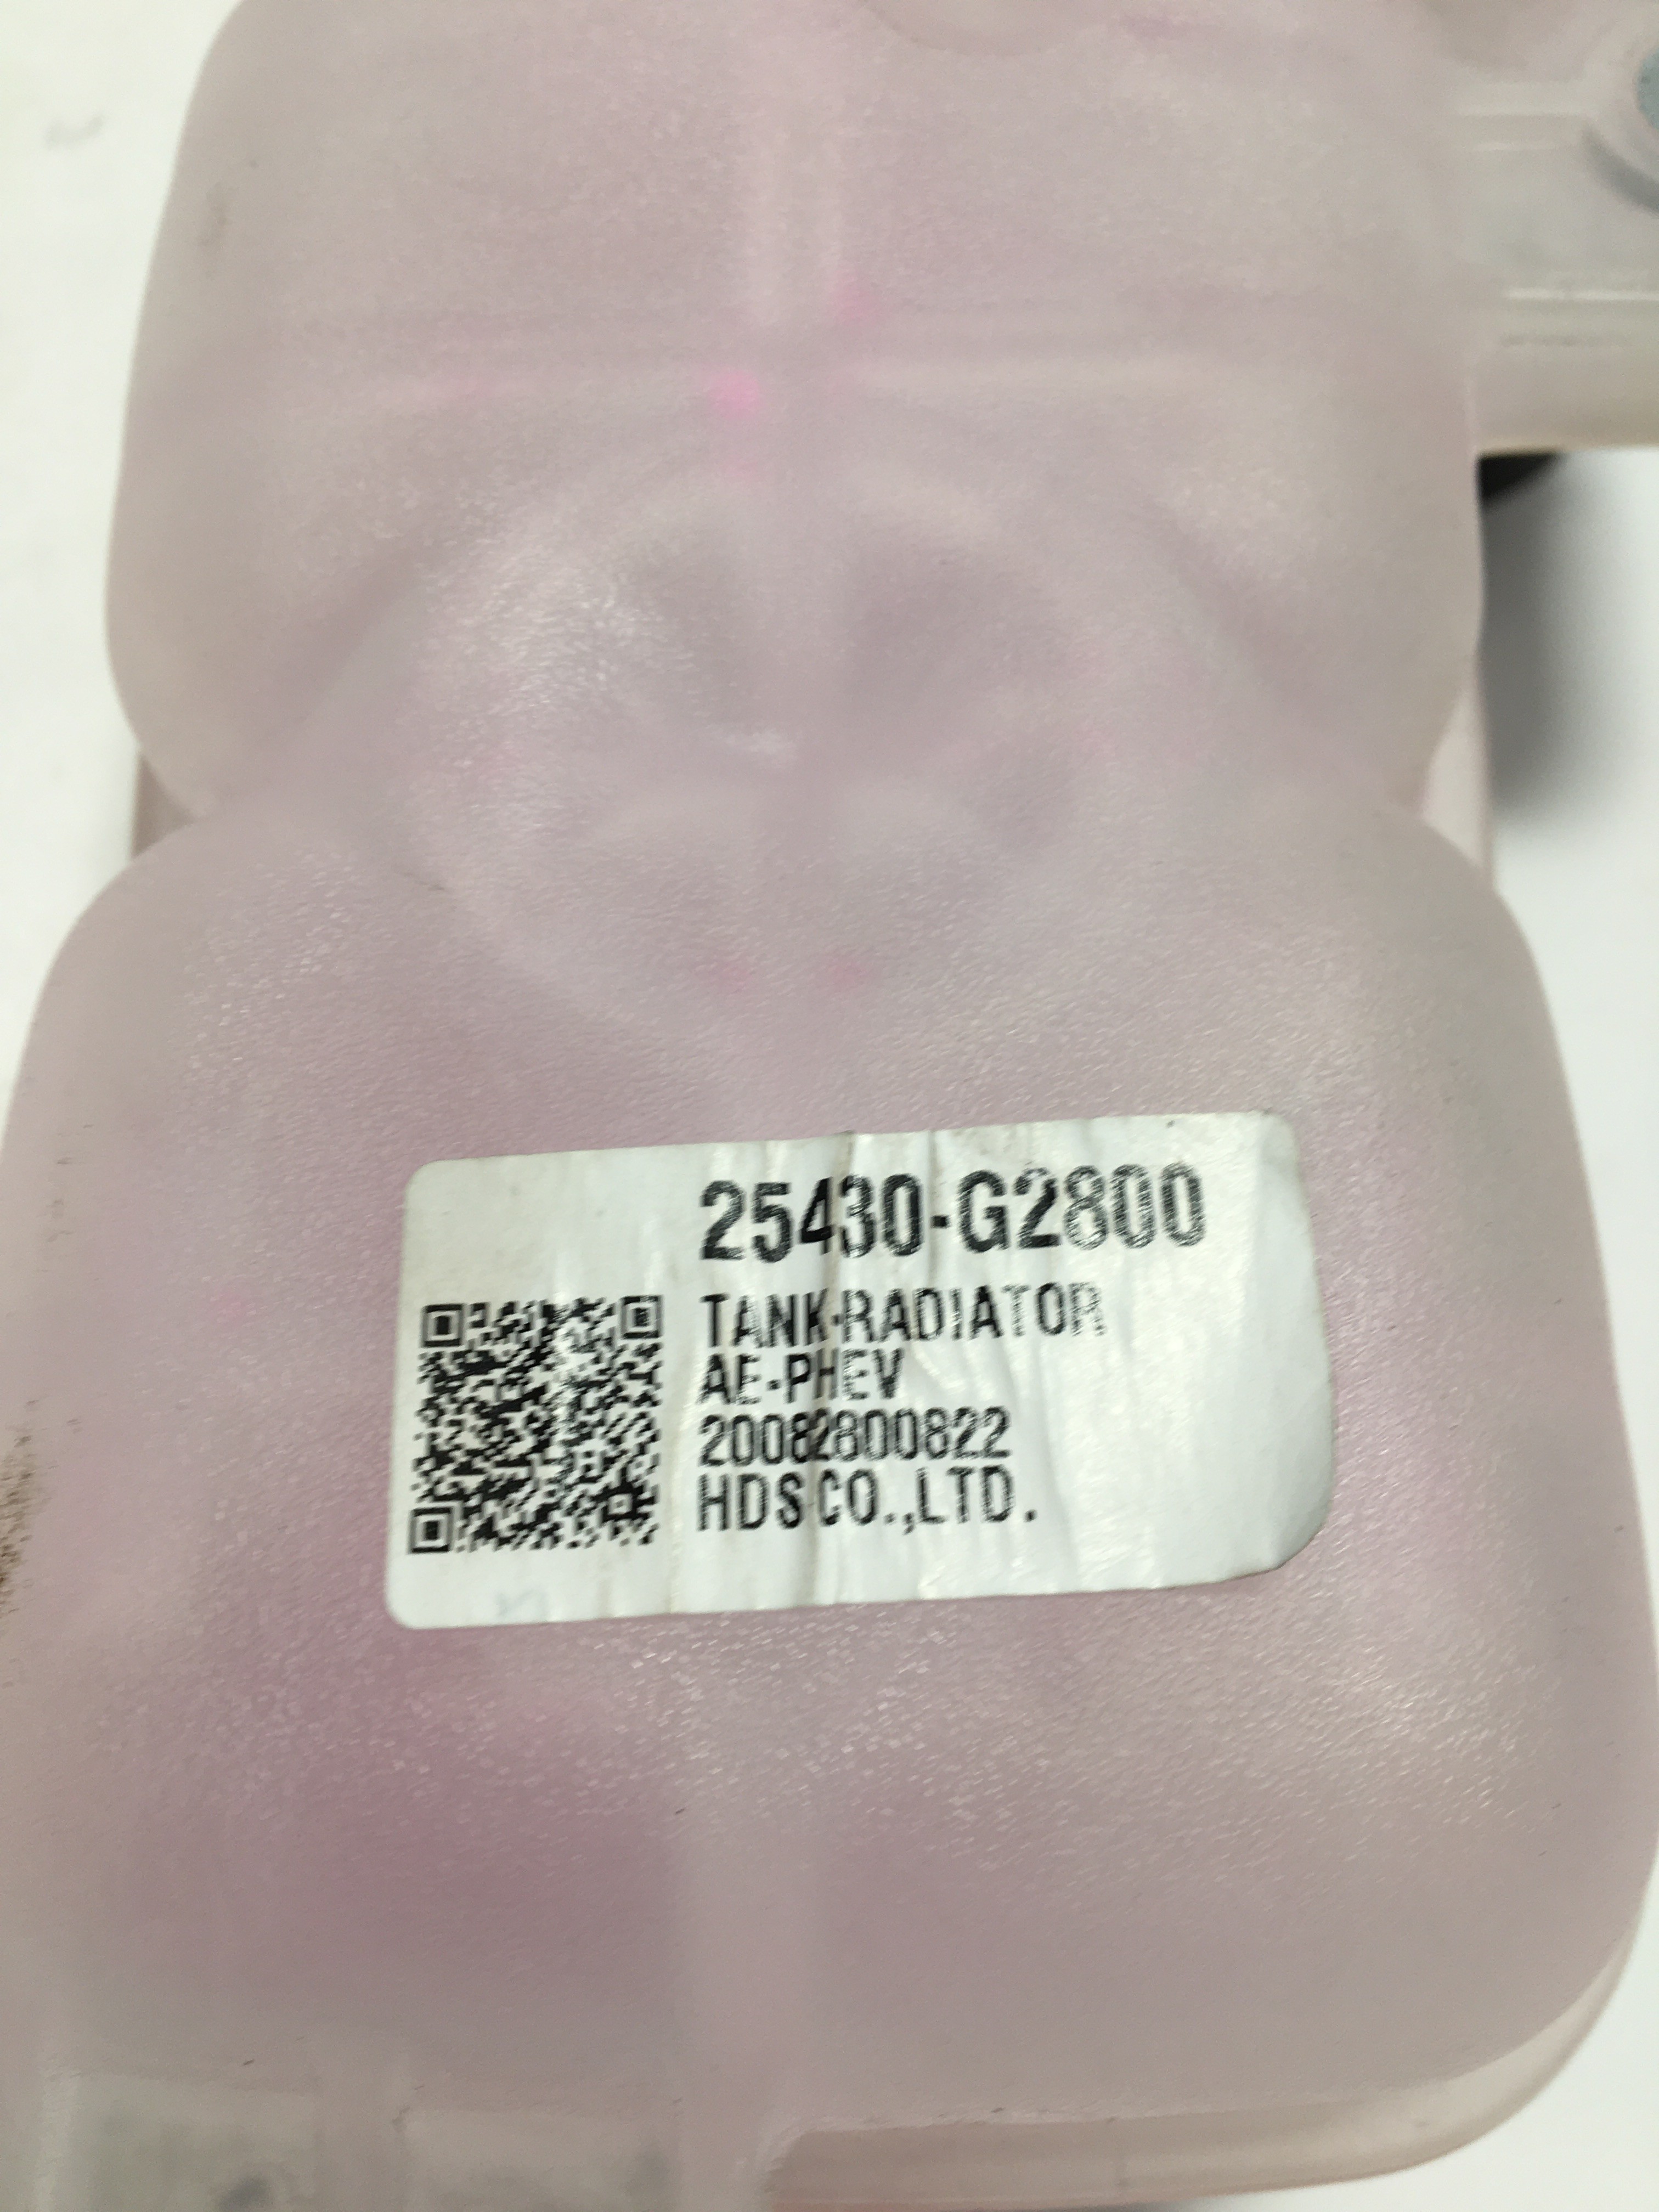 25430-G2800
TANK-RADIATOR
AE-PHEV
20082800822
HDS CO.,LTD.